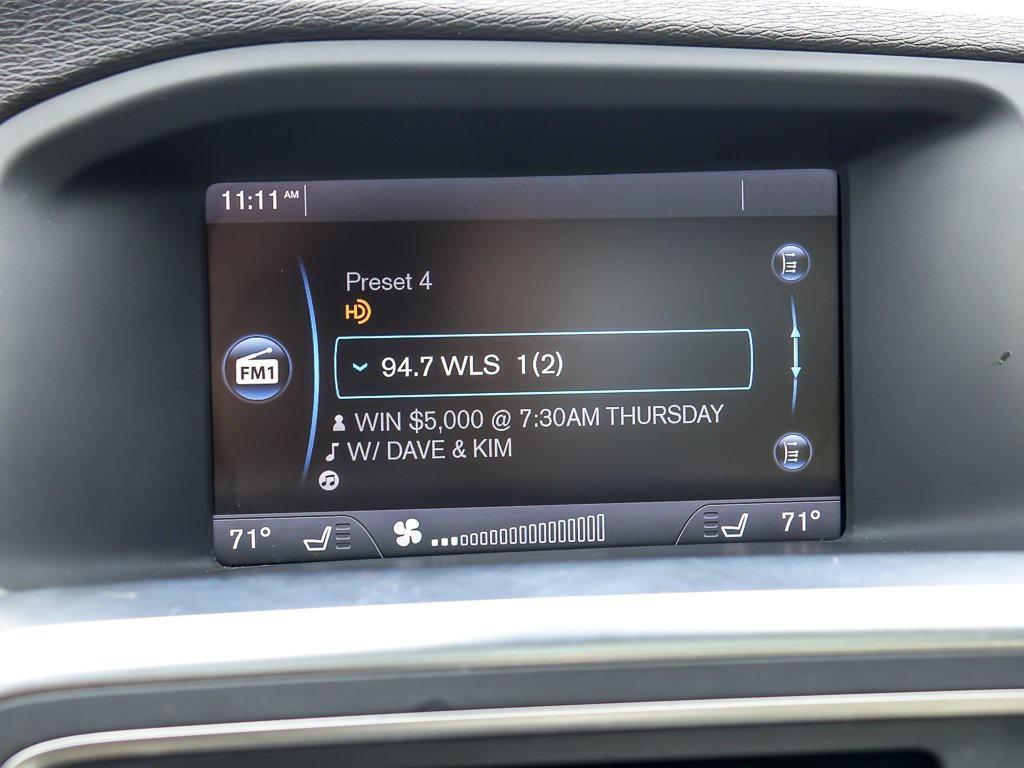 11:11 AM
Preset 4
HD
FM1
94.7 WLS 1(2)
WIN $5,000 @ 7:30AM THURSDAY
W/ DAVE & KIM
71°
71°